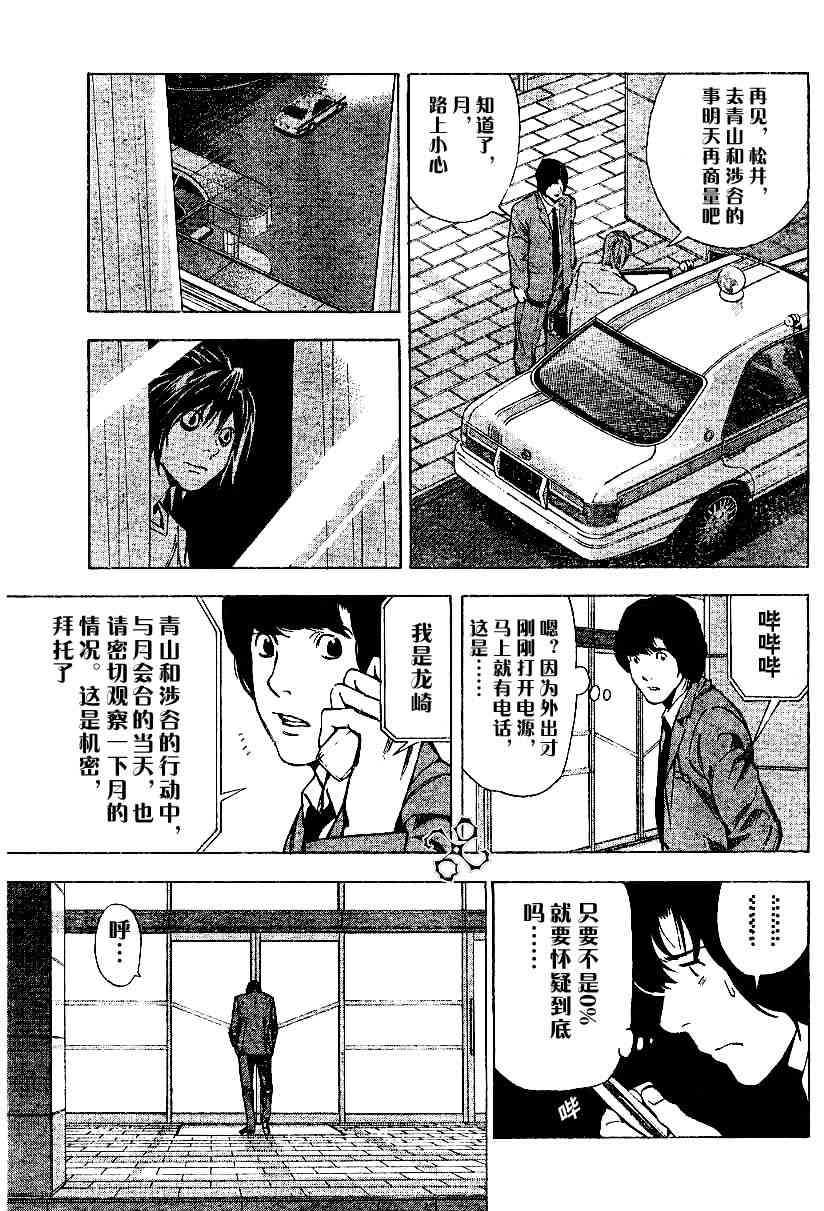 再见，松井，
去青山和涉谷的
事明天再商量吧
知道了，
月，
路上小心
哔哔哔
嗯？因为外出才
刚刚打开电源，
马上就有电话，
这是……
我是龙崎
青山和涉谷的行动中，
与月会合的当天，也
请密切观察一下月的
情况。这是机密，
拜托了
………
只要不是0%
就要怀疑到底
吗……
哔
呼…